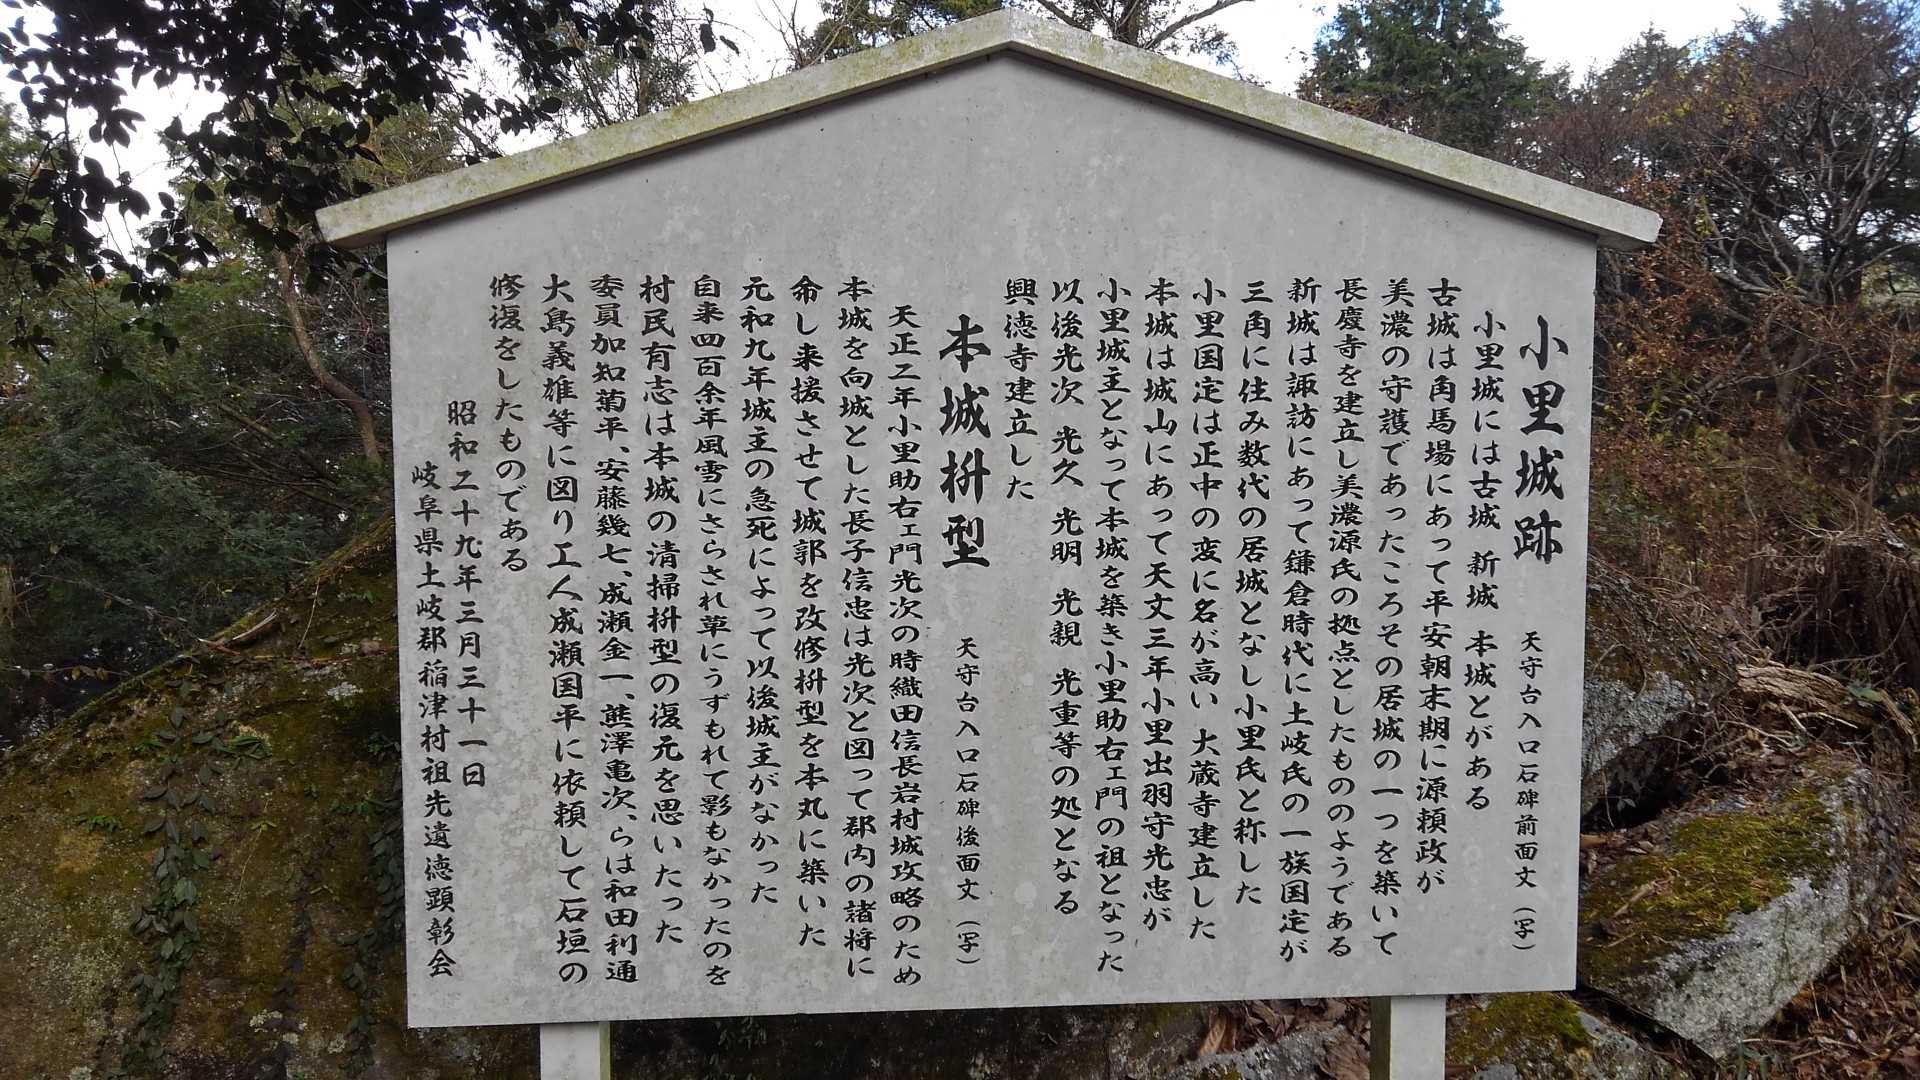 小里城跡 天守台入口石碑前面文(写)
小里城には古城 新城 本城とがある
古城は角馬場にあって平安朝末期に源頼政が
美濃の守護であったころその居城の一つを築いて
長慶寺を建立し美濃源氏の拠点としたもののようである
新城は諏訪にあって鎌倉時代に土岐氏の一族国定が
三角に住み数代の居城となし小里氏と称した
小里国定は正中の変に名が高い 大蔵寺建立した
本城は城山にあって天文三年小里出羽守光忠が
小里城主となって本城を築き小里助右ェ門の祖となった
以後光次 光久 光明 光親 光重等の処となる
興徳寺建立した
本城枡型 天守台入口石碑後面文(写)
天正二年小里助右ェ門光次の時織田信長岩村城攻略のため
本城を向城とした長子信忠は光次と図って郡内の諸将に
命し来援させて城郭を改修枡型を本丸に築いた
元和九年城主の急死によって以後城主がなかった
自来四百余年風雪にさらされ草にうずもれて影もなかったのを
村民有志は本城の清掃枡型の復元を思いたった
委員加知菊平、安藤幾七、成瀬金一、熊澤亀次、らは和田利通
大島義雄等に図り工人成瀬国平に依頼して石垣の
修復をしたものである
昭和二十九年三月三十一日
岐阜県土岐郡稲津村祖先遺徳顕彰会